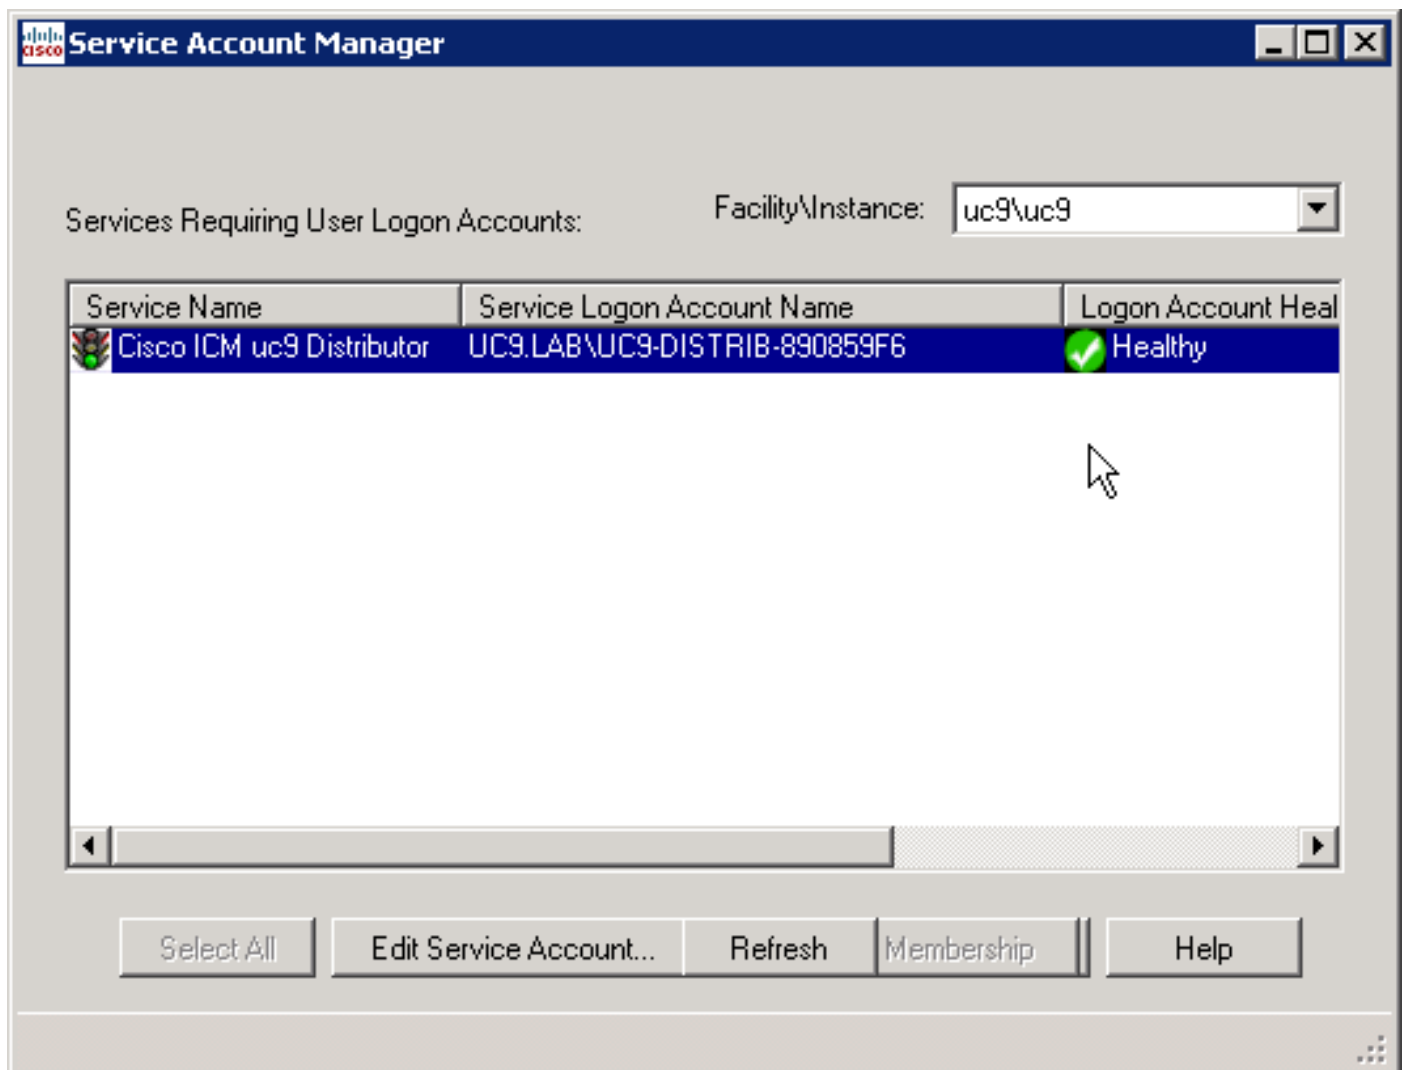 cisco Service Account Manager
Services Requiring User Logon Accounts:
Facility\Instance:
uc9\uc9
Service Name
Service Logon Account Name
Logon Account Heal
Cisco ICM uc9 Distributor
UC9.LAB\UC9-DISTRIB-890859F6
Healthy
Select All
Edit Service Account...
Refresh
Membership
Help